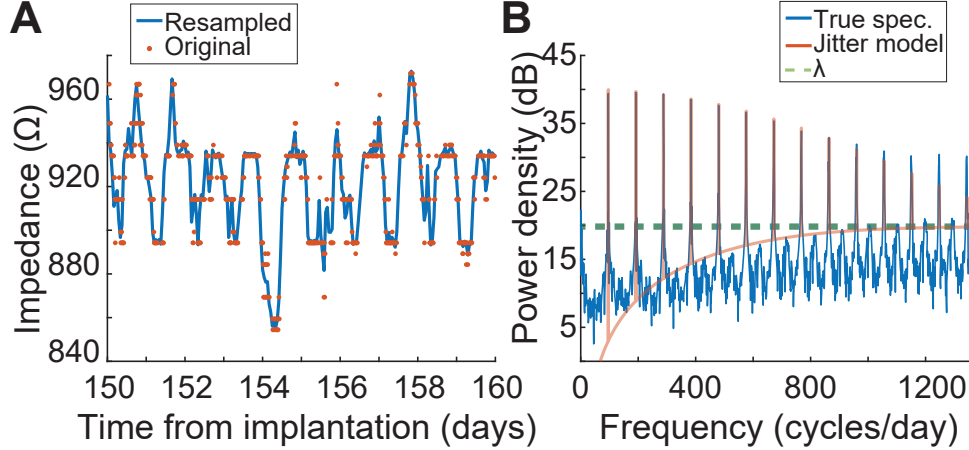 A
Resampled
Original
Impedance (Ω)
960
920
880
840
150 152 154 156 158 160
Time from implantation (days)
B
True spec.
Jitter model
λ
Power density (dB)
45
35
25
15
5
0 400 800 1200
Frequency (cycles/day)